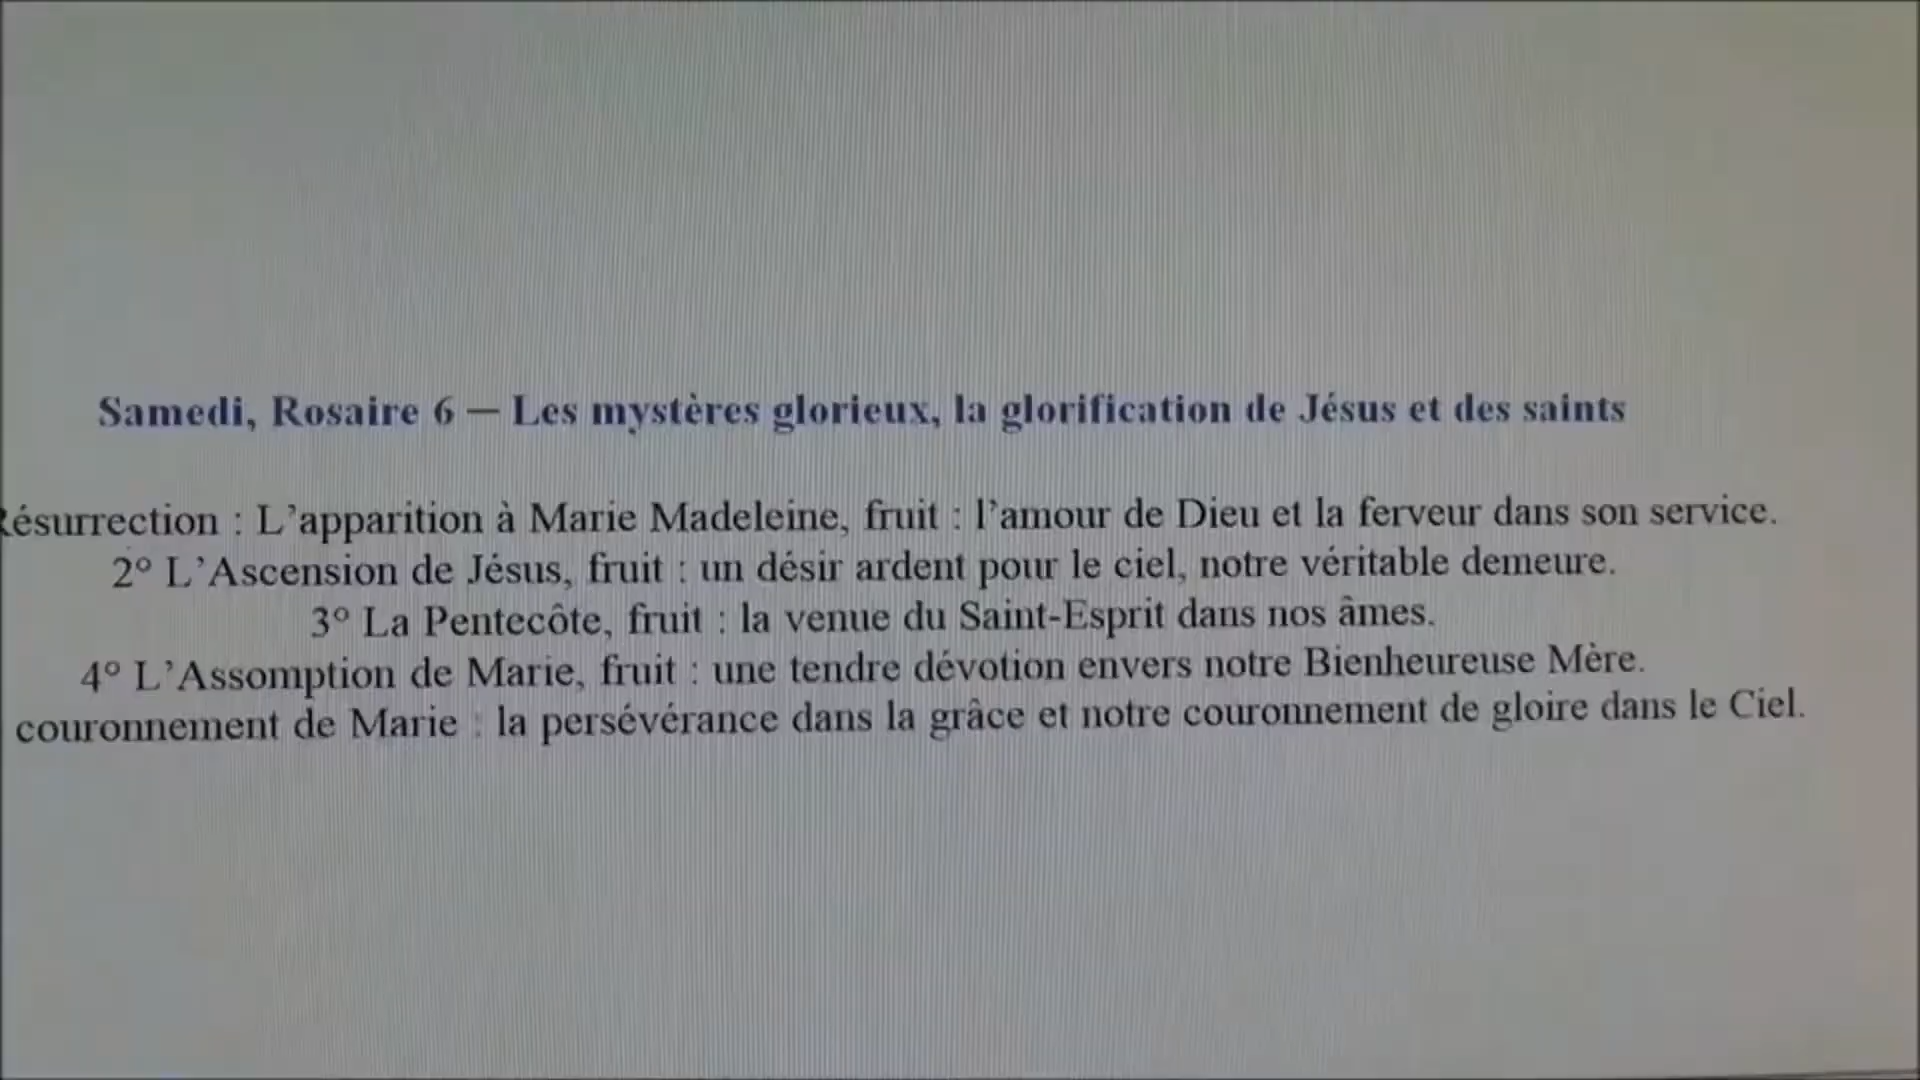 Samedi, Rosaire 6 — Les mystères glorieux, la glorification de Jésus et des saints
Résurrection : L’apparition à Marie Madeleine, fruit : l’amour de Dieu et la ferveur dans son service.
2° L’Ascension de Jésus, fruit : un désir ardent pour le ciel, notre véritable demeure.
3° La Pentecôte, fruit : la venue du Saint-Esprit dans nos âmes.
4° L’Assomption de Marie, fruit : une tendre dévotion envers notre Bienheureuse Mère.
couronnement de Marie : la persévérance dans la grâce et notre couronnement de gloire dans le Ciel.